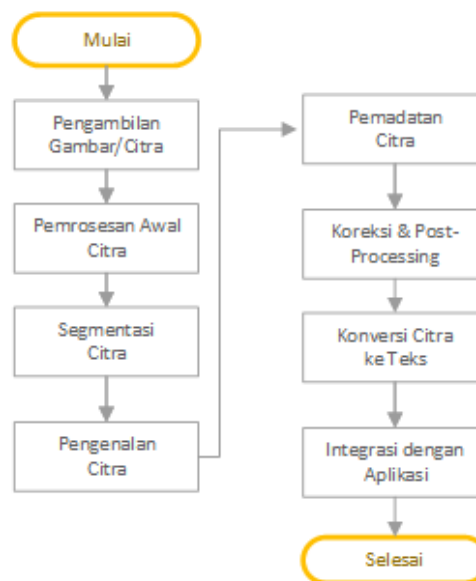 Mulai
Pengambilan
Gambar/Citra
Pemrosesan Awal
Citra
Segmentasi
Citra
Pengenalan
Citra
Pemadatan
Citra
Koreksi & Post-
Processing
Konversi Citra
ke Teks
Integrasi dengan
Aplikasi
Selesai